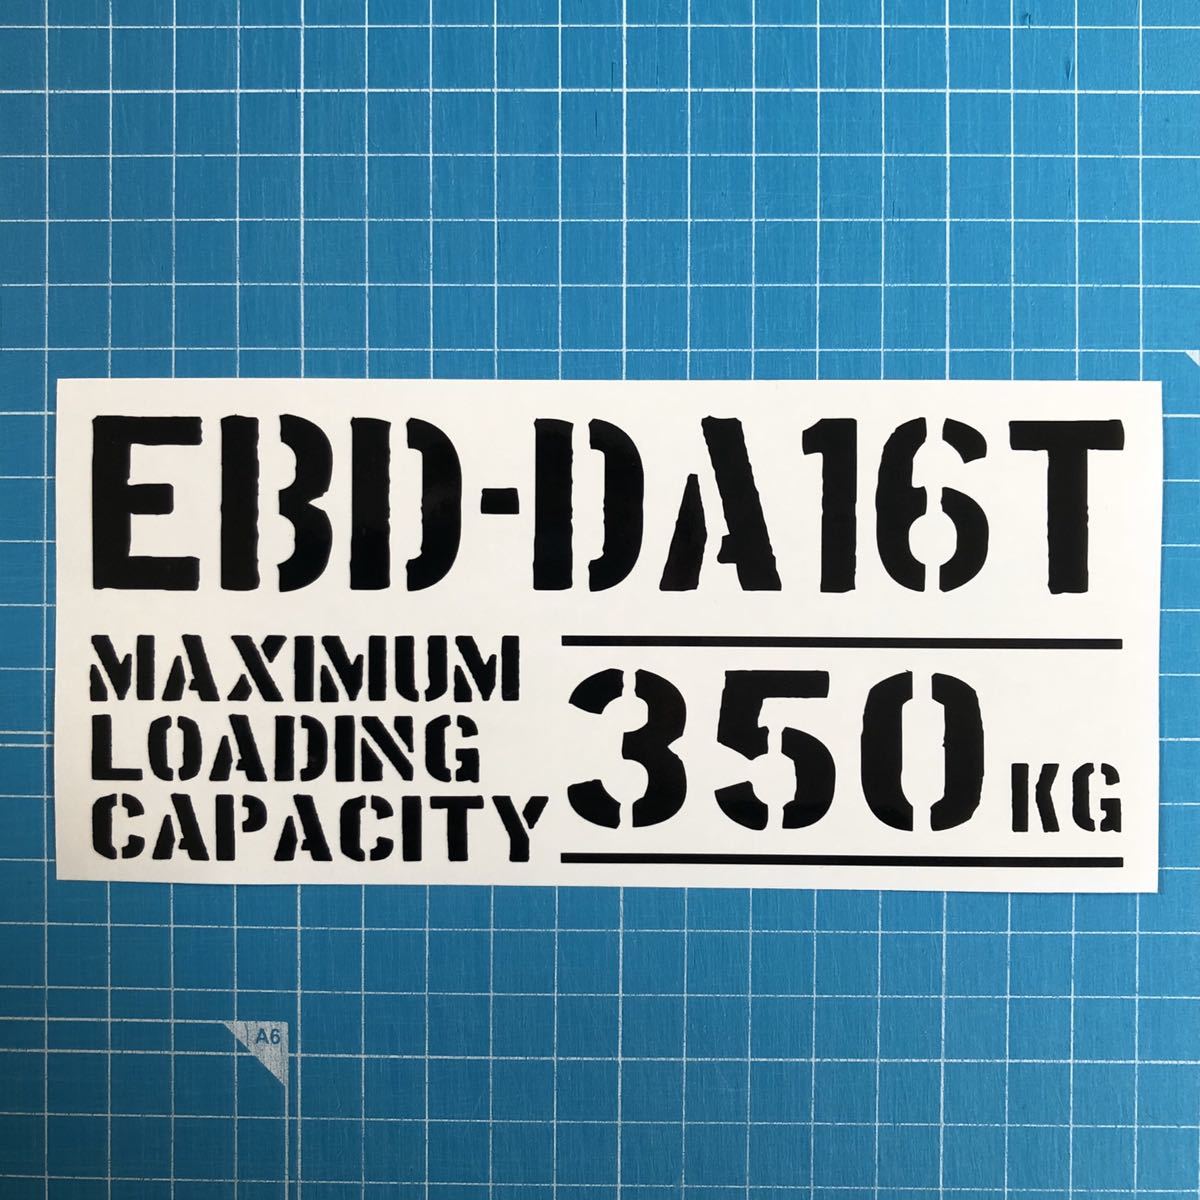 EBD-DA16T
MAXIMUM
LOADING
CAPACITY
350 KG
A6